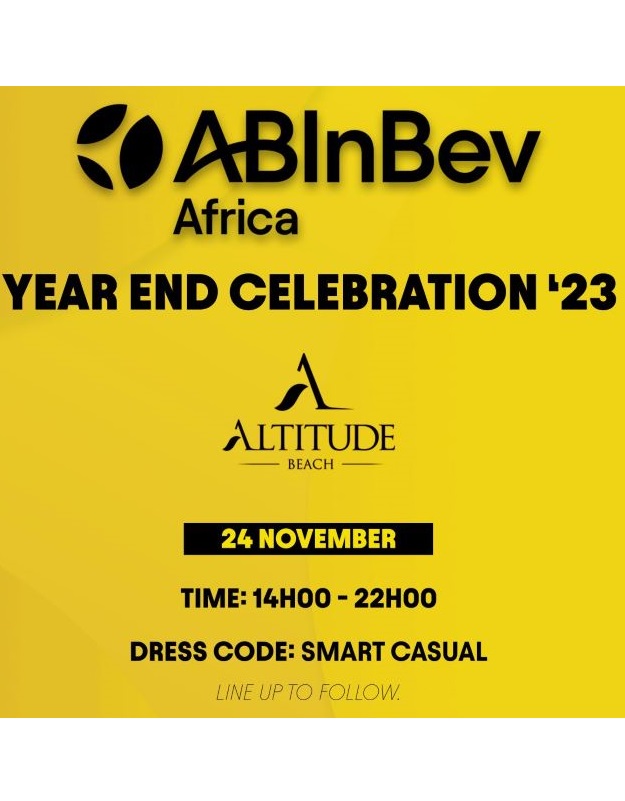 ABInBev
Africa
YEAR END CELEBRATION ‘23
ALTITUDE
BEACH
24 NOVEMBER
TIME: 14H00 - 22H00
DRESS CODE: SMART CASUAL
LINE UP TO FOLLOW.